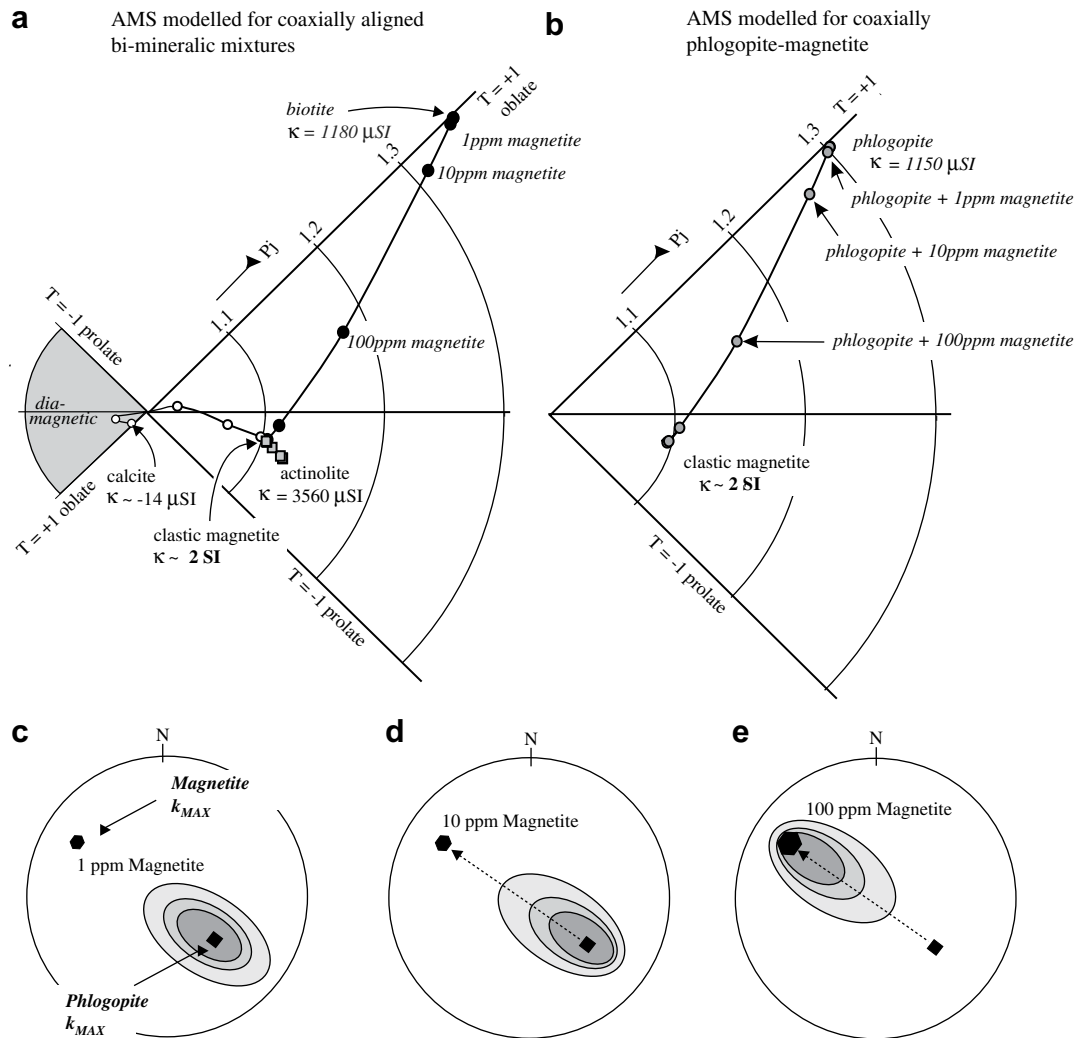 a
AMS modelled for coaxially aligned
bi-mineralic mixtures
T = +1
oblate
biotite
κ = 1180 μSI
1ppm magnetite
1.3
10ppm magnetite
1.2
Pj
1.1
100ppm magnetite
T = -1 prolate
dia-
magnetic
calcite
κ ~ -14 μSI
actinolite
κ = 3560 μSI
T = +1 oblate
clastic magnetite
κ ~ 2 SI
T = -1 prolate
b
AMS modelled for coaxially
phlogopite-magnetite
T = +1
1.3
phlogopite
κ = 1150 μSI
phlogopite + 1ppm magnetite
1.2
phlogopite + 10ppm magnetite
Pj
1.1
phlogopite + 100ppm magnetite
clastic magnetite
κ ~ 2 SI
T = -1 prolate
c
N
Magnetite
kMAX
1 ppm Magnetite
Phlogopite
kMAX
d
N
10 ppm Magnetite
e
N
100 ppm Magnetite